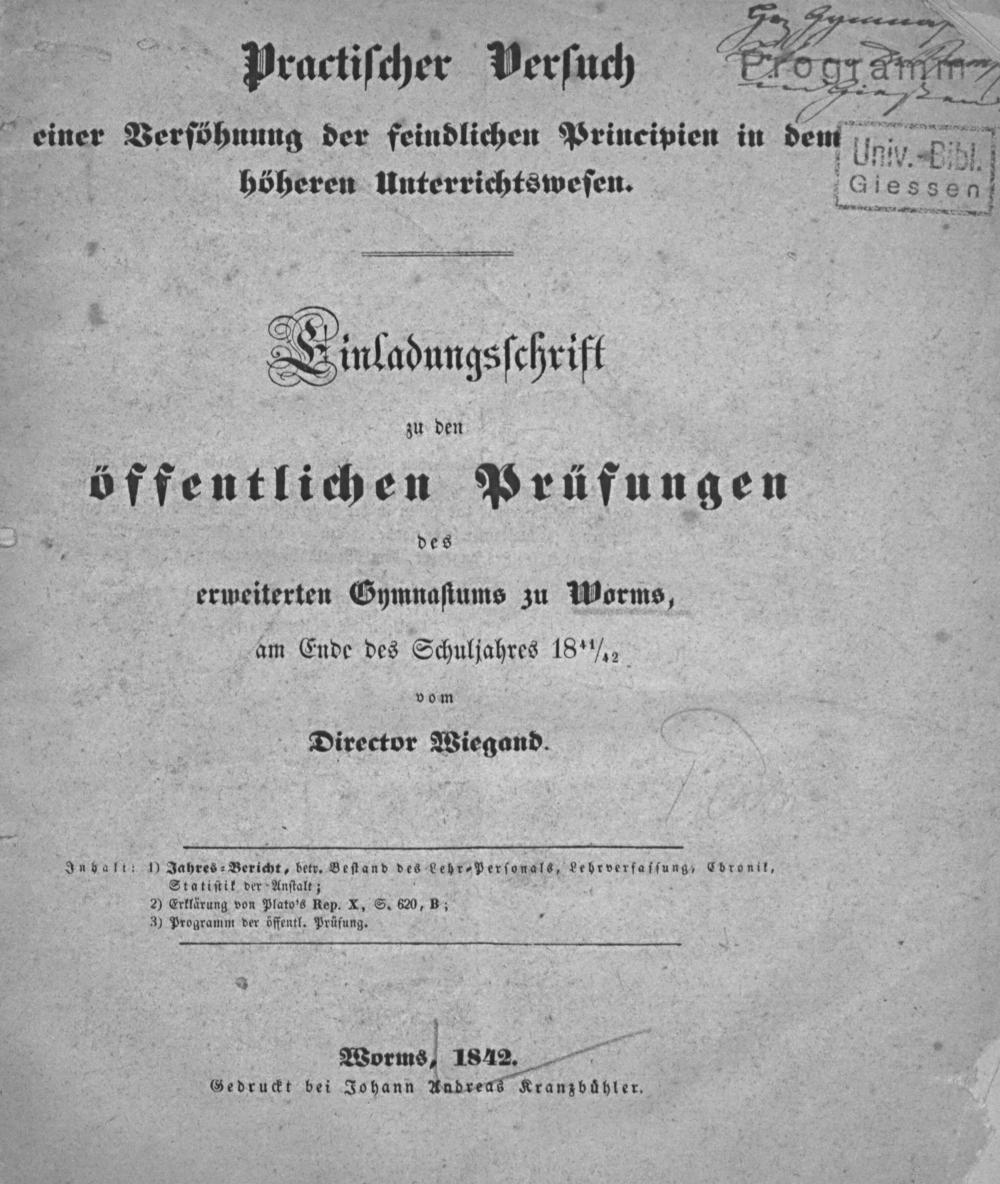 Practischer Versuch
einer Versöhnung der feindlichen Principien in dem
höheren Unterrichtswesen.
Programm
Univ.-Bibl.
Giessen
Einladungsschrift
zu den
öffentlichen Prüfungen
des
erweiterten Gymnasiums zu Worms,
am Ende des Schuljahres 18⁴¹/₄₂
vom
Director Wiegand.
Inhalt: 1) Jahres-Bericht, betr. Bestand des Lehr-Personals, Lehrverfassung, Chronik,
Statistik der Anstalt;
2) Erklärung von Plato's Rep. X, S. 620, B;
3) Programm der öffentl. Prüfung.
Worms, 1842.
Gedruckt bei Johann Andreas Kranzbühler.